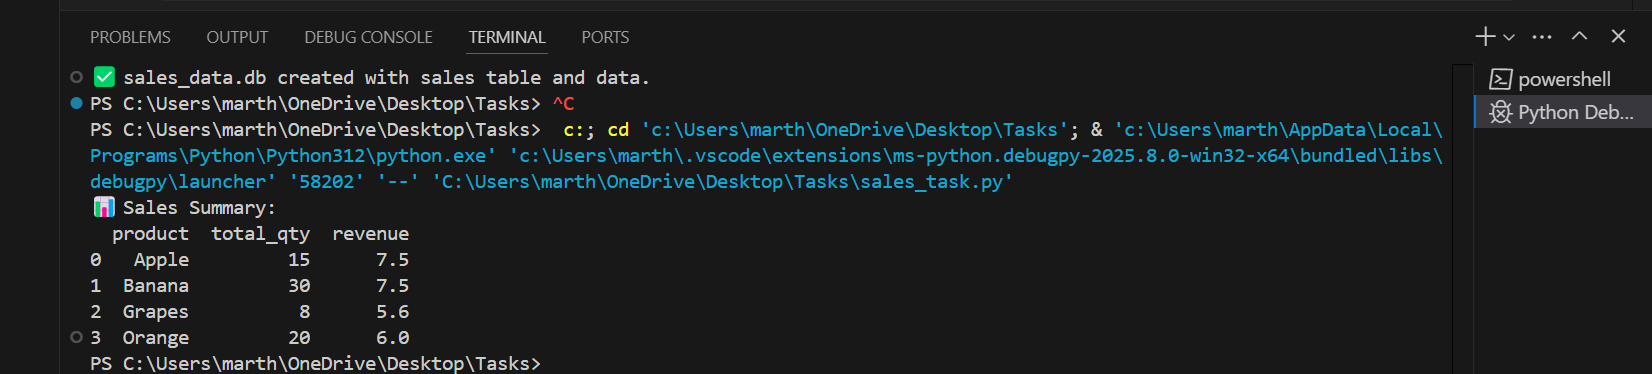 PROBLEMS OUTPUT DEBUG CONSOLE TERMINAL PORTS
✅ sales_data.db created with sales table and data.
PS C:\Users\marth\OneDrive\Desktop\Tasks> ^C
PS C:\Users\marth\OneDrive\Desktop\Tasks>  c:; cd 'c:\Users\marth\OneDrive\Desktop\Tasks'; & 'c:\Users\marth\AppData\Local\
Programs\Python\Python312\python.exe' 'c:\Users\marth\.vscode\extensions\ms-python.debugpy-2025.8.0-win32-x64\bundled\libs\
debugpy\launcher' '58202' '--' 'C:\Users\marth\OneDrive\Desktop\Tasks\sales_task.py'
📊 Sales Summary:
  product  total_qty  revenue
0   Apple         15      7.5
1  Banana         30      7.5
2  Grapes          8      5.6
3  Orange         20      6.0
PS C:\Users\marth\OneDrive\Desktop\Tasks>
powershell
Python Deb...